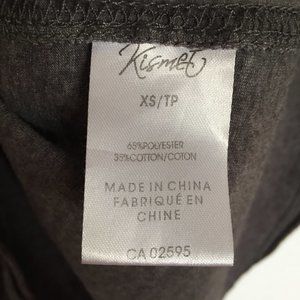 Kismet
XS/TP
65%POLYESTER
35%COTTON/COTON
MADE IN CHINA
FABRIQUÉ EN
CHINE
CA 02595